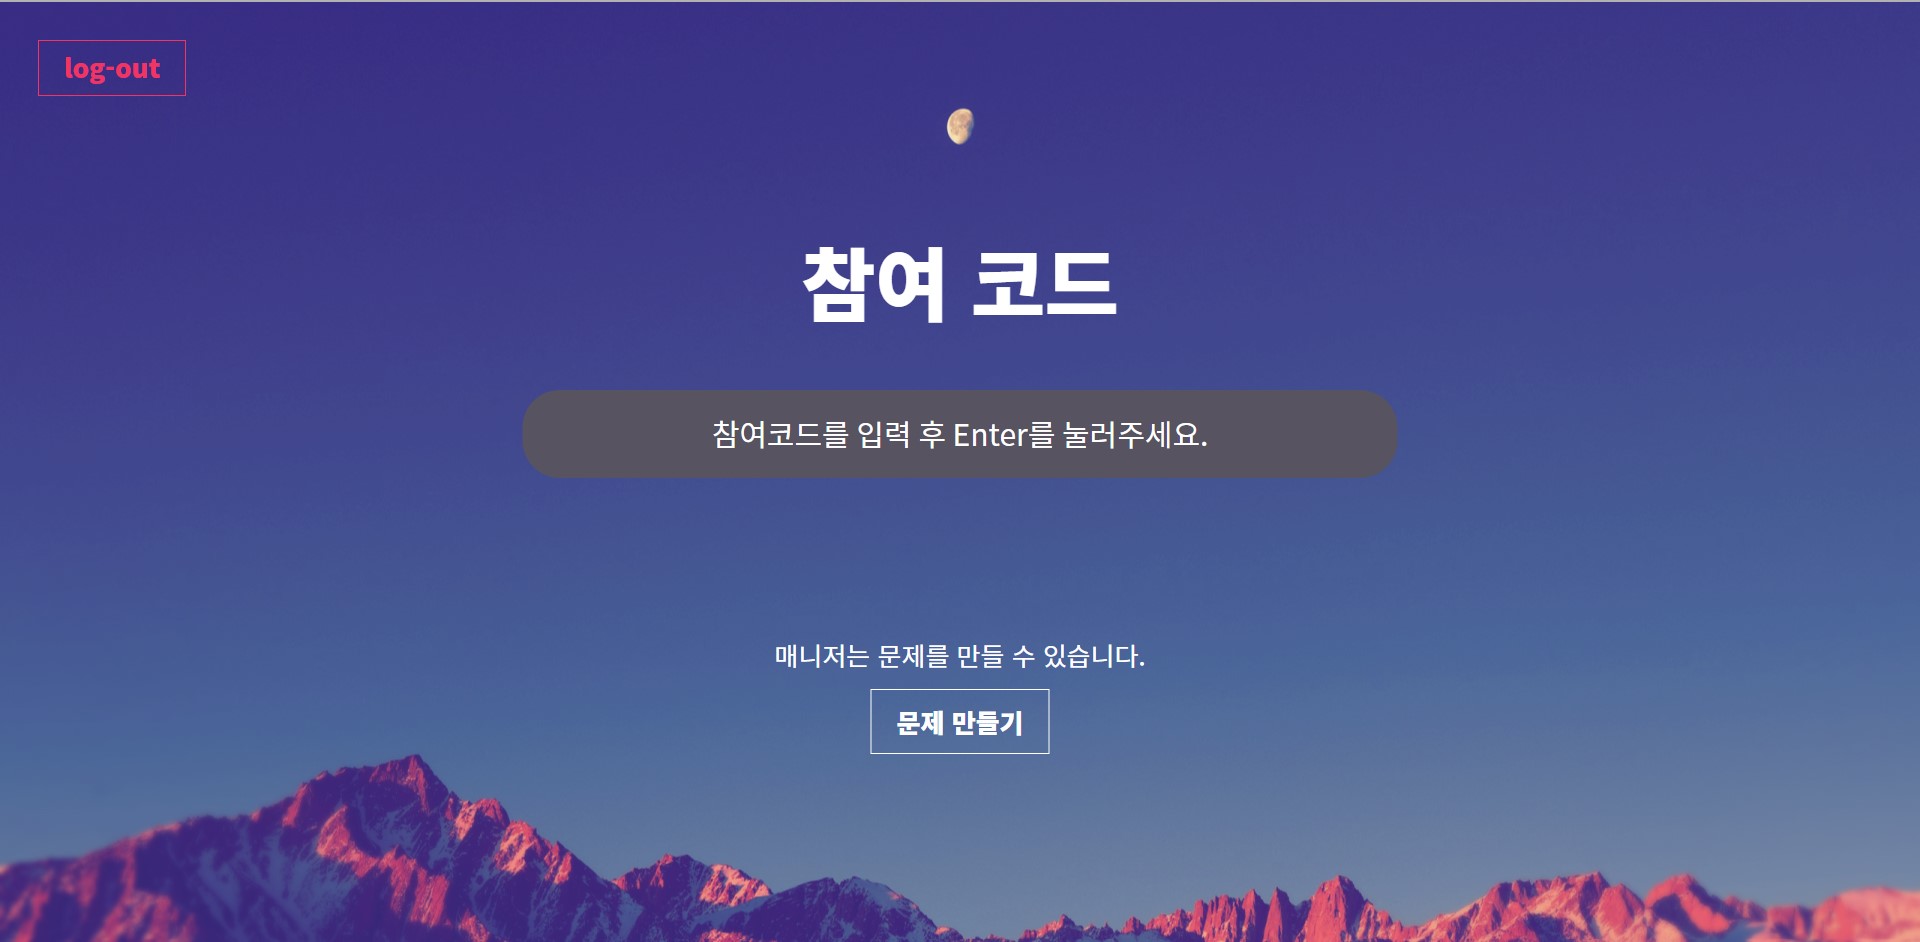 log-out
참여 코드
참여코드를 입력 후 Enter를 눌러주세요.
매니저는 문제를 만들 수 있습니다.
문제 만들기